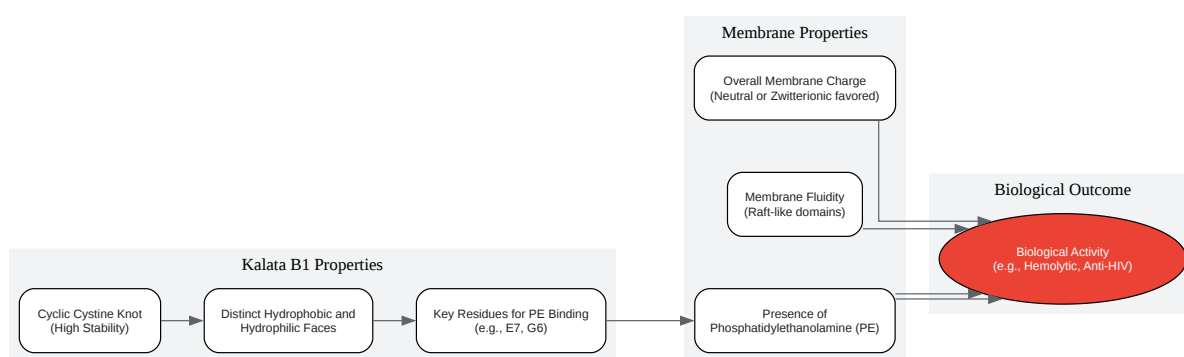 Membrane Properties
Overall Membrane Charge
(Neutral or Zwitterionic favored)
Membrane Fluidity
(Raft-like domains)
Biological Outcome
Biological Activity
(e.g., Hemolytic, Anti-HIV)
Kalata B1 Properties
Cyclic Cystine Knot
(High Stability)
Distinct Hydrophobic and
Hydrophilic Faces
Key Residues for PE Binding
(e.g., E7, G6)
Presence of
Phosphatidylethanolamine (PE)